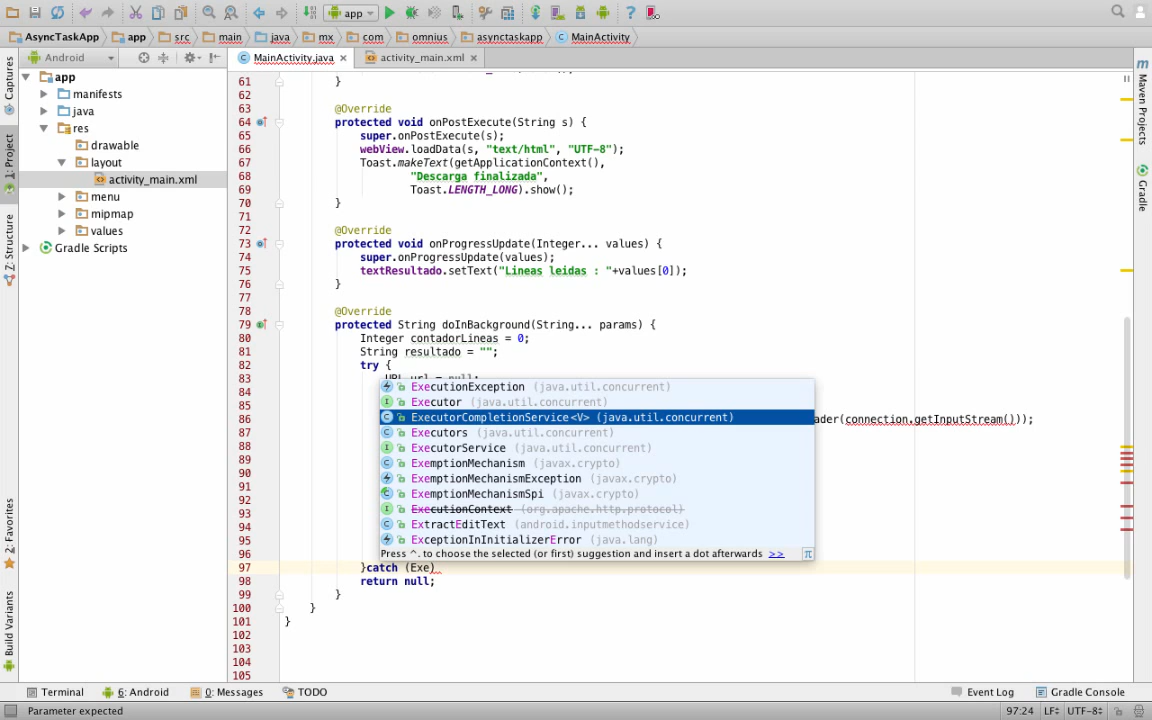 app
AsyncTaskApp app src main java mx com omnius asynctaskapp MainActivity
Android
MainActivity.java
activity_main.xml
Captures
1: Project
7: Structure
2: Favorites
Build Variants
Maven Projects
Gradle
app
manifests
java
res
drawable
layout
activity_main.xml
menu
mipmap
values
Gradle Scripts
61 }
62
63 @Override
64 protected void onPostExecute(String s) {
65 super.onPostExecute(s);
66 webView.loadData(s, "text/html", "UTF-8");
67 Toast.makeText(getApplicationContext(),
68 "Descarga finalizada",
69 Toast.LENGTH_LONG).show();
70 }
71
72 @Override
73 protected void onProgressUpdate(Integer... values) {
74 super.onProgressUpdate(values);
75 textResultado.setText("Lineas leidas : "+values[0]);
76 }
77
78 @Override
79 protected String doInBackground(String... params) {
80 Integer contadorLineas = 0;
81 String resultado = "";
82 try {
83 URL url = null;
ExecutionException (java.util.concurrent)
85 Executor (java.util.concurrent)
86 ExecutorCompletionService<V> (java.util.concurrent) ader(connection.getInputStream()));
87 Executors (java.util.concurrent)
88 ExecutorService (java.util.concurrent)
89 ExemptionMechanism (javax.crypto)
90 ExemptionMechanismException (javax.crypto)
91 ExemptionMechanismSpi (javax.crypto)
92
93 ExecutionContext (org.apache.http.protocol)
94 ExtractEditText (android.inputmethodservice)
95 ExceptionInInitializerError (java.lang)
96 Press ^. to choose the selected (or first) suggestion and insert a dot afterwards >> π
97 }catch (Exe)
98 return null;
99 }
100 }
101 }
102
103
104
105
Terminal 6: Android 0: Messages TODO Event Log Gradle Console
Parameter expected 97:24 LF UTF-8